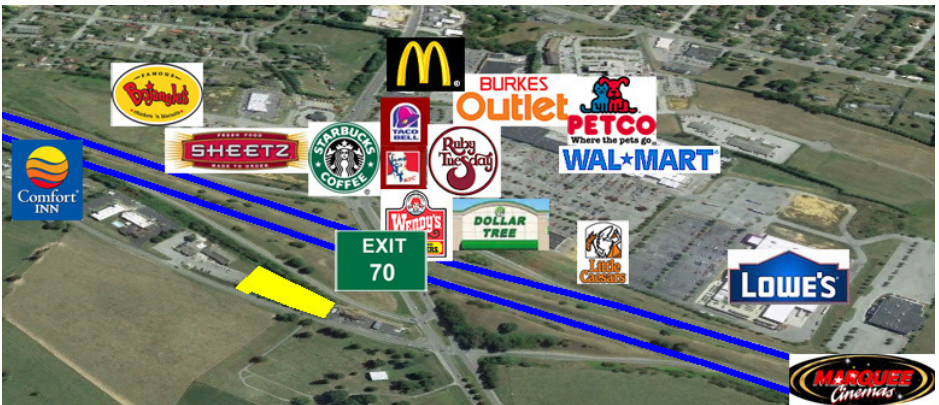 FAMOUS
Bojangles'
chicken 'n biscuits
FRESH FOOD
SHEETZ
MADE TO ORDER
STARBUCKS
COFFEE
TACO
BELL
KFC
Ruby
Tuesday
BURKES
Outlet
PETCO
Where the pets go
WAL★MART
Comfort
INN
Wendy's
DOLLAR
TREE
EXIT
70
Little
Caesars
LOWE'S
MARQUEE
Cinemas